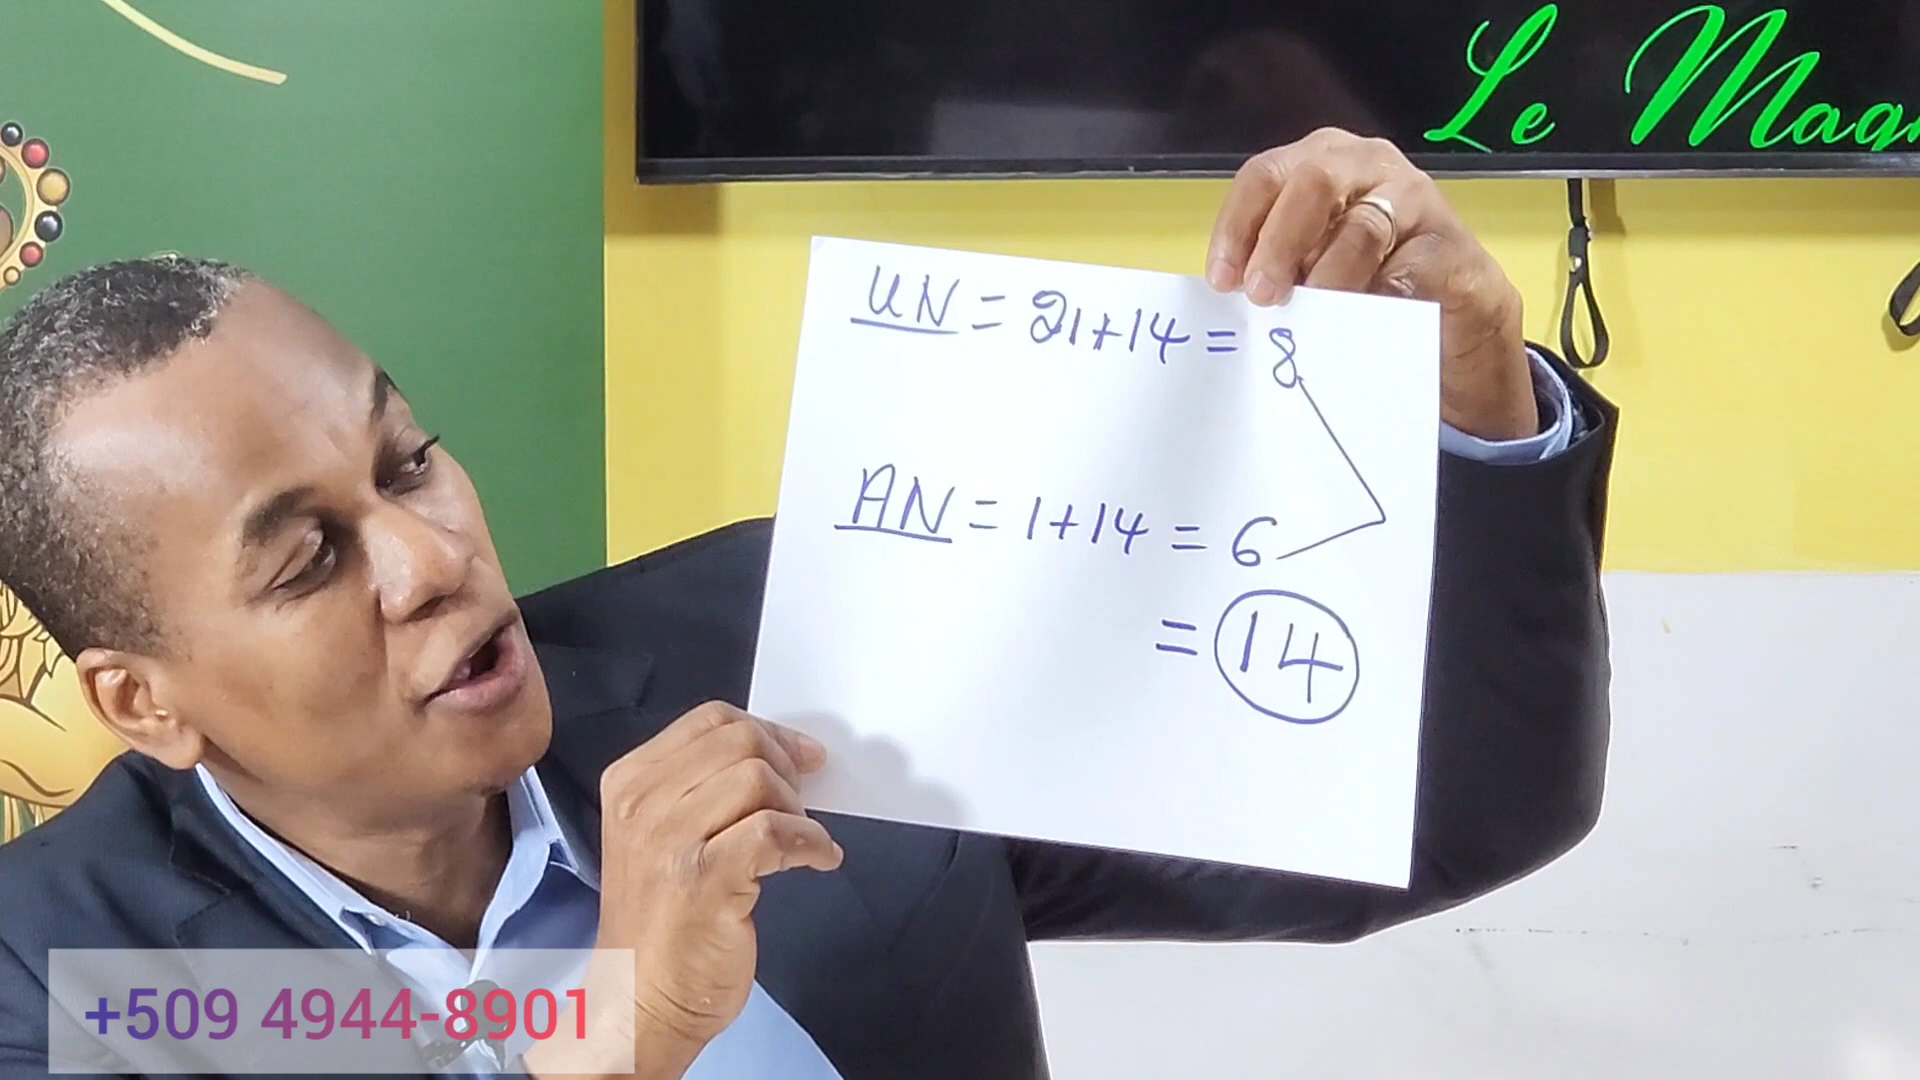 Le Mag
UN = 21+14 = 8
AN = 1+14 = 6
= 14
+509 4944-8901